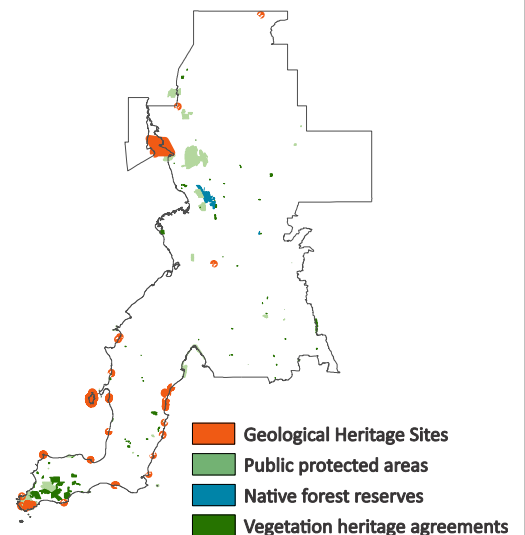 Geological Heritage Sites
Public protected areas
Native forest reserves
Vegetation heritage agreements